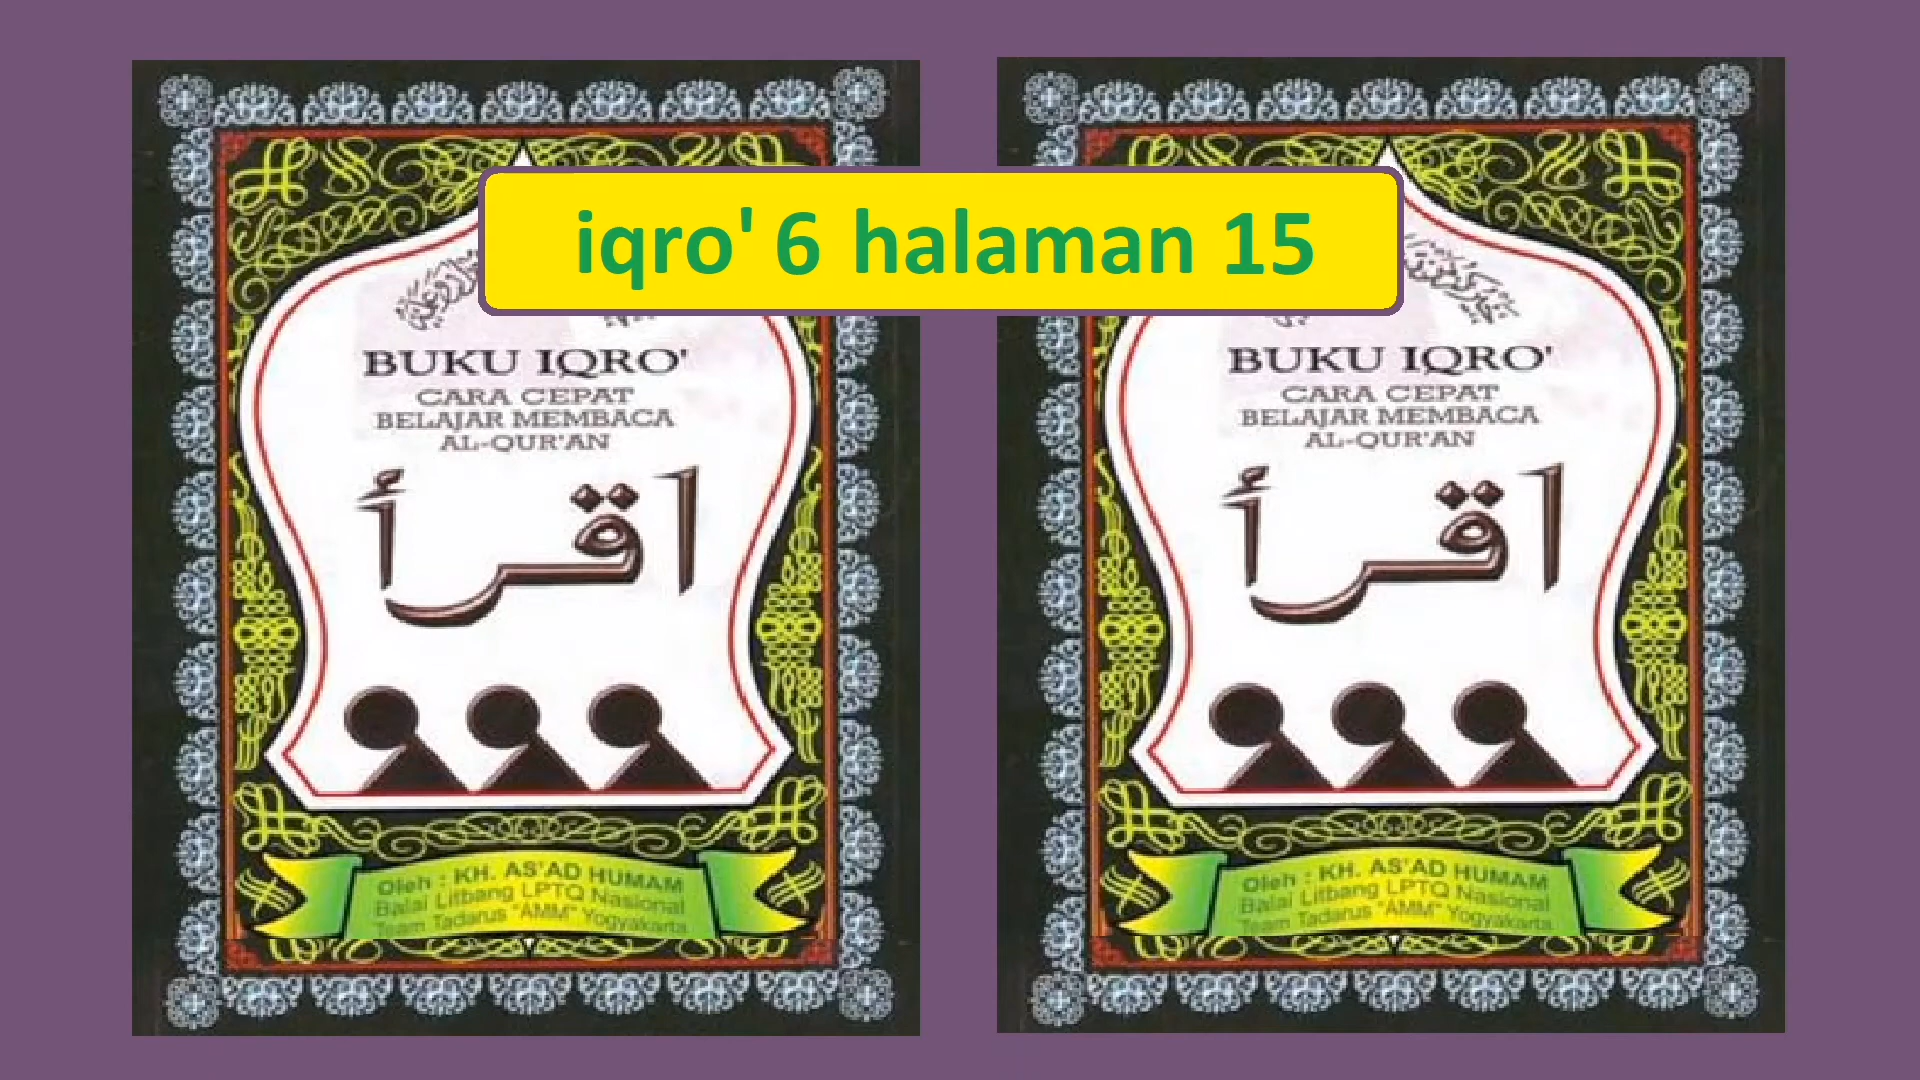 iqro' 6 halaman 15
BUKU IQRO'
CARA CEPAT
BELAJAR MEMBACA
AL-QUR'AN
اقرأ
Oleh : KH. AS'AD HUMAM
Balai Litbang LPTQ Nasional
Team Tadarus "AMM" Yogyakarta
BUKU IQRO'
CARA CEPAT
BELAJAR MEMBACA
AL-QUR'AN
اقرأ
Oleh : KH. AS'AD HUMAM
Balai Litbang LPTQ Nasional
Team Tadarus "AMM" Yogyakarta